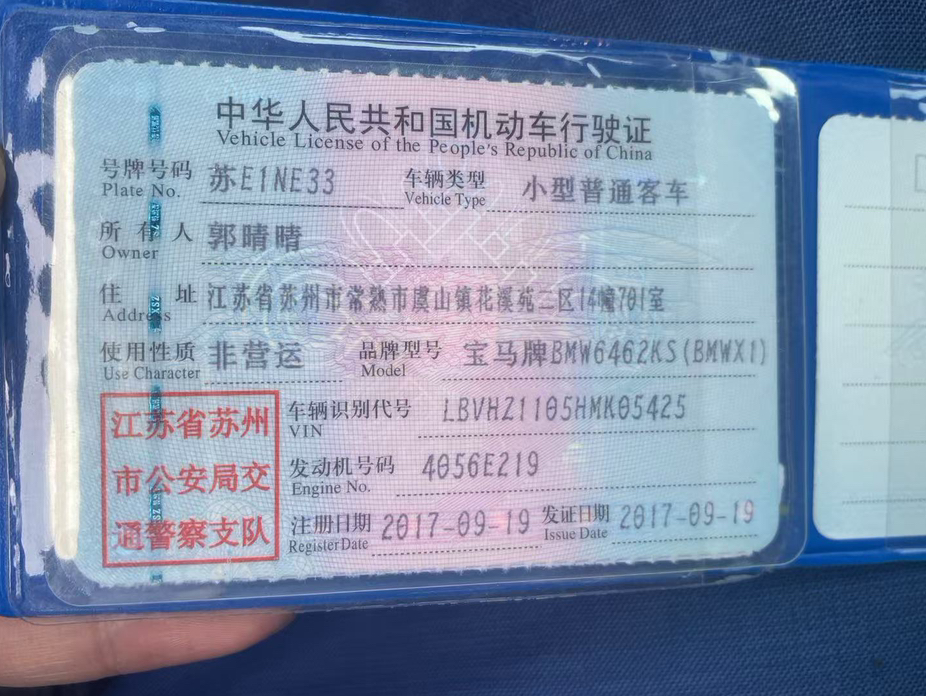 中华人民共和国机动车行驶证
Vehicle License of the People's Republic of China
号牌号码 苏E1NE33 车辆类型 小型普通客车
Plate No. Vehicle Type
所有人 郭晴晴
Owner
住址 江苏省苏州市常熟市虞山镇花溪苑二区14幢701室
Address
使用性质 非营运 品牌型号 宝马牌BMW6462KS(BMWX1)
Use Character Model
江苏省苏州
市公安局交
通警察支队
车辆识别代号 LBVHZ1105HMK05425
VIN
发动机号码 4056E219
Engine No.
注册日期 2017-09-19 发证日期 2017-09-19
Register Date Issue Date